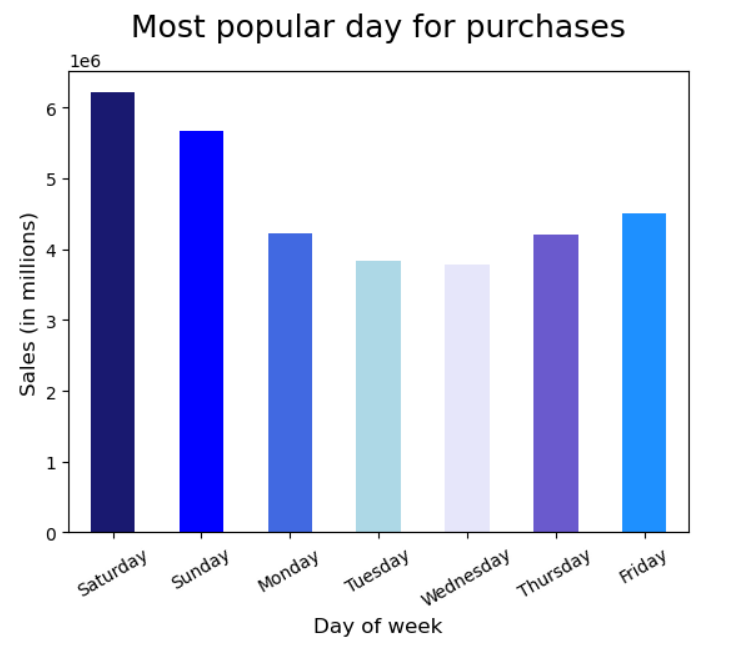 Most popular day for purchases
1e6
Sales (in millions)
6
5
4
3
2
1
0
Saturday
Sunday
Monday
Tuesday
Wednesday
Thursday
Friday
Day of week